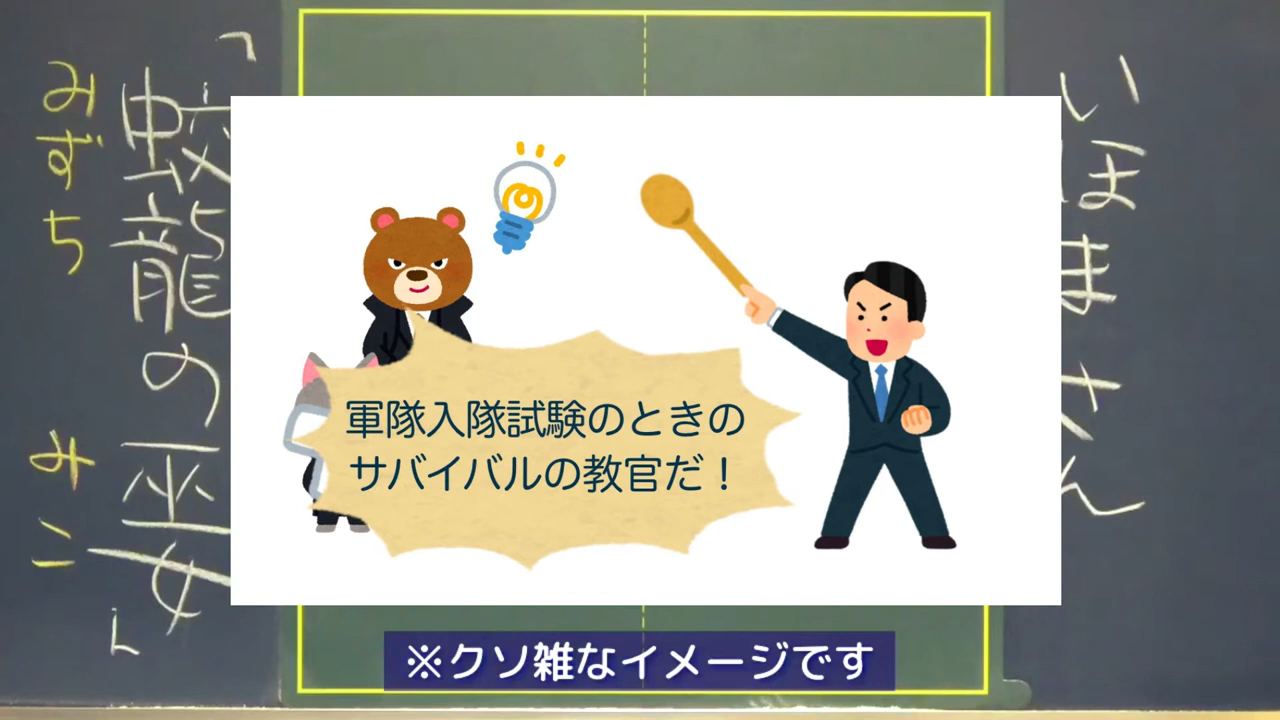 いほまさん
「蛟龍の巫女」
みずち
みこ
軍隊入隊試験のときの
サバイバルの教官だ！
※クソ雑なイメージです